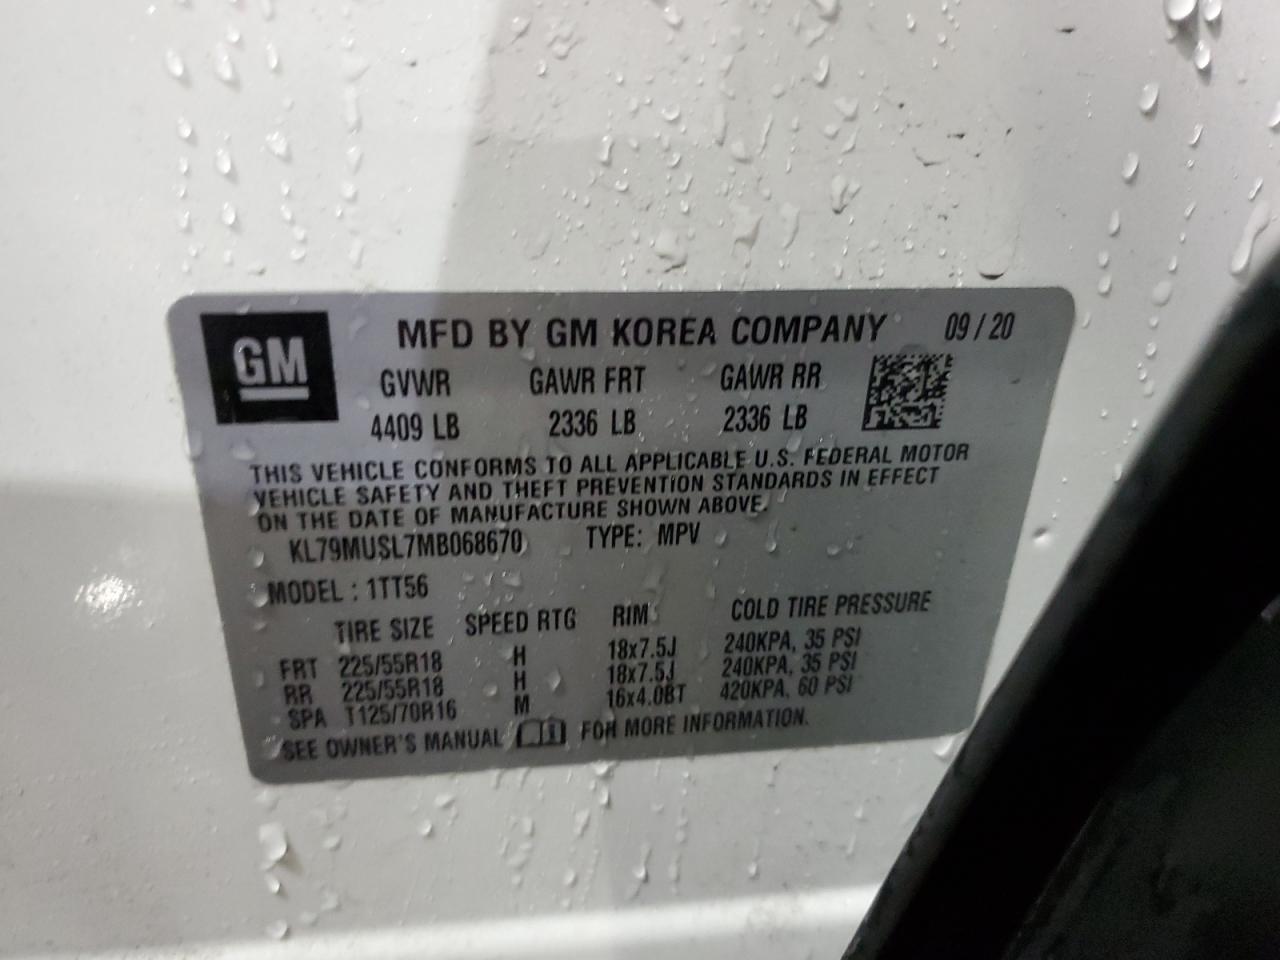 GM
MFD BY GM KOREA COMPANY 09/20
GVWR GAWR FRT GAWR RR
4409 LB 2336 LB 2336 LB
THIS VEHICLE CONFORMS TO ALL APPLICABLE U.S. FEDERAL MOTOR
VEHICLE SAFETY AND THEFT PREVENTION STANDARDS IN EFFECT
ON THE DATE OF MANUFACTURE SHOWN ABOVE.
KL79MUSL7MB068670 TYPE: MPV
MODEL : 1TT56
TIRE SIZE SPEED RTG RIM COLD TIRE PRESSURE
FRT 225/55R18 H 18x7.5J 240KPA, 35 PSI
RR 225/55R18 H 18x7.5J 240KPA, 35 PSI
SPA T125/70R16 M 16x4.0BT 420KPA, 60 PSI
SEE OWNER'S MANUAL FOR MORE INFORMATION.